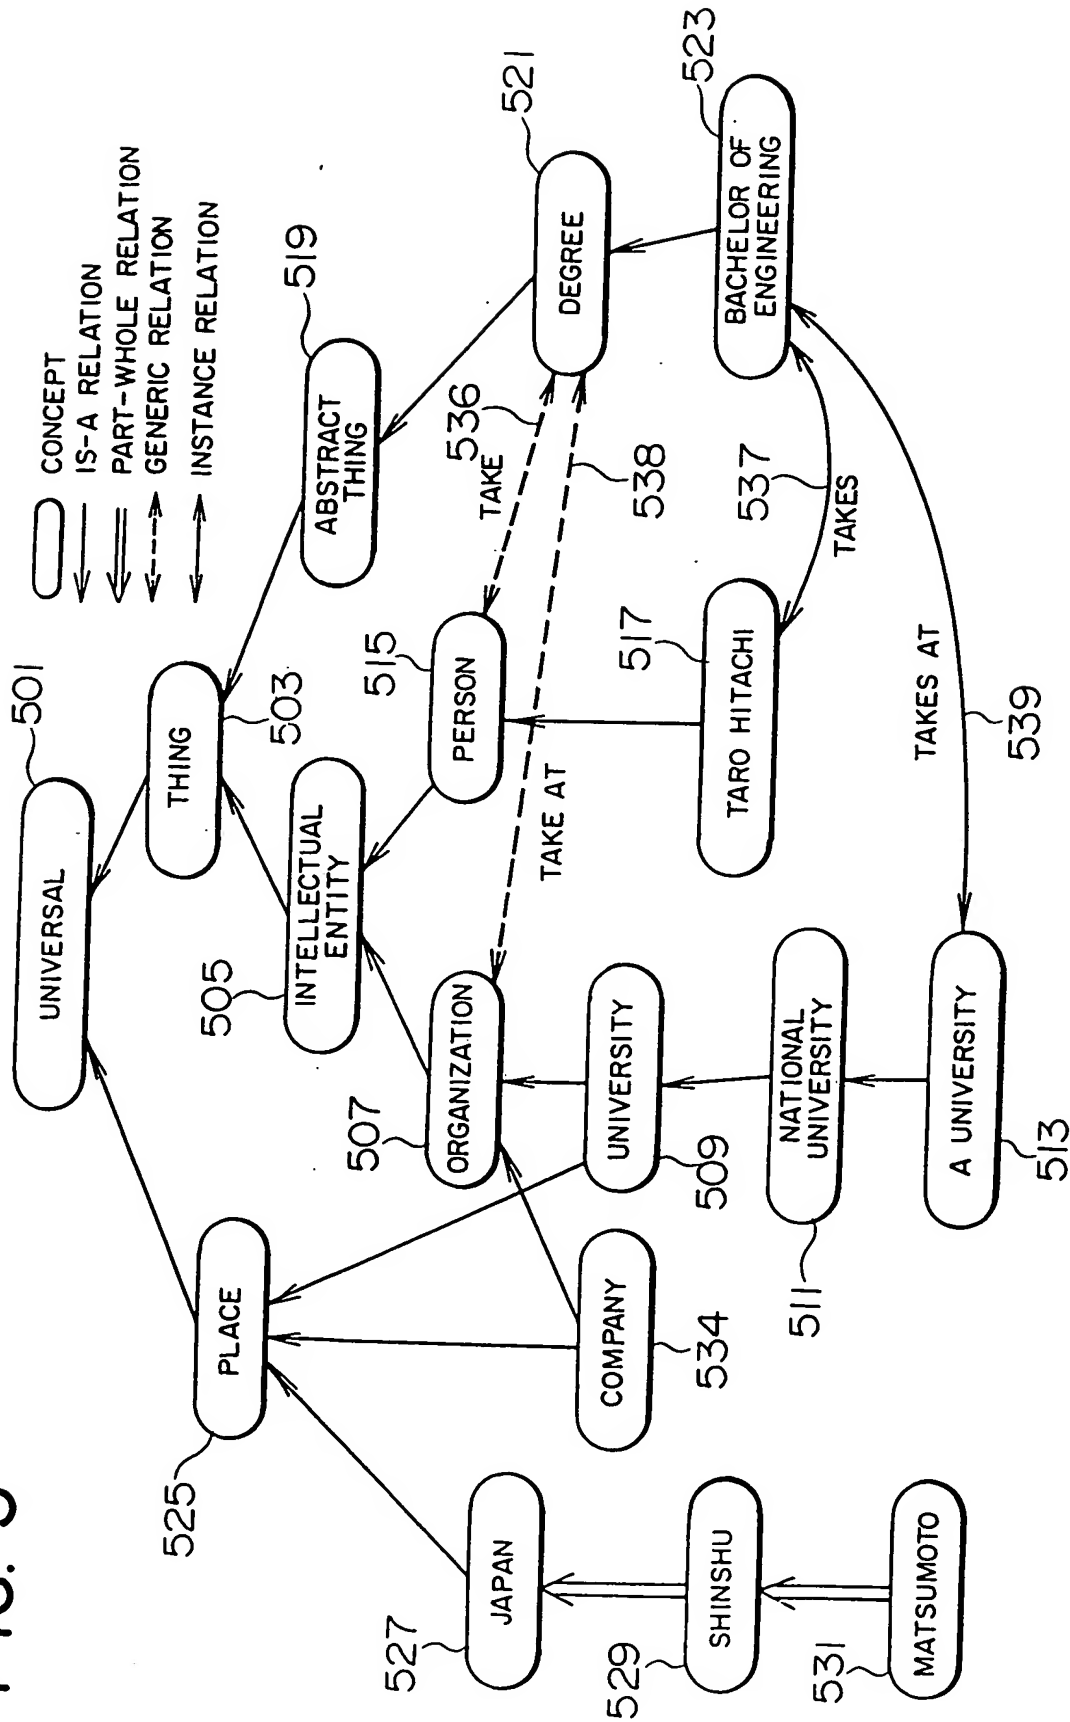 FIG. 5
CONCEPT
IS-A RELATION
PART-WHOLE RELATION
GENERIC RELATION
INSTANCE RELATION
UNIVERSAL
501
THING
503
PLACE
525
INTELLECTUAL
ENTITY
505
ABSTRACT
THING
519
JAPAN
527
ORGANIZATION
507
PERSON
515
TAKE
536
DEGREE
521
538
TAKE AT
COMPANY
534
UNIVERSITY
509
SHINSHU
529
NATIONAL
UNIVERSITY
511
TARO HITACHI
517
537
TAKES
BACHELOR OF
ENGINEERING
523
MATSUMOTO
531
A UNIVERSITY
513
TAKES AT
539